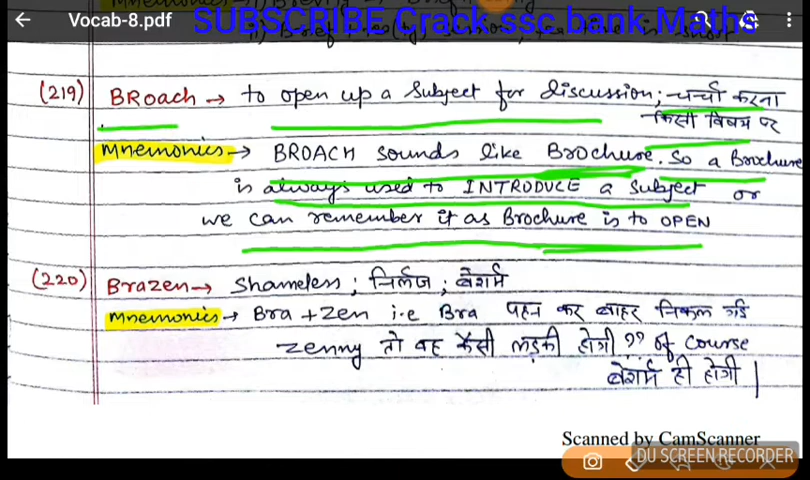 Vocab-8.pdf
SUBSCRIBE Crack ssc bank Maths
(219) BROach → to open up a Subject for discussion; चर्चा करना
किसी विषय पर
Mnemonics → BROACH sounds like Brochure. So a Brochure
is always used to INTRODUCE a subject or
we can remember it as Brochure is to OPEN
(220) Brazen → Shameless ; निर्लज ; बेशर्म
Mnemonics → Bra + Zen i.e Bra पहन कर बाहर निकल गई
Zenny तो वह कैसी लड़की होगी ?? of course
बेशर्म ही होगी |
Scanned by CamScanner
DU SCREEN RECORDER